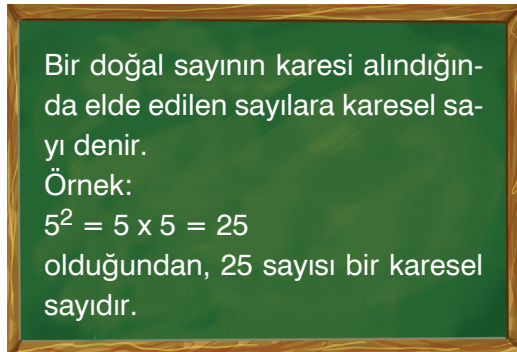 Bir doğal sayının karesi alındığın-
da elde edilen sayılara karesel sa-
yı denir.
Örnek:
5² = 5 x 5 = 25
olduğundan, 25 sayısı bir karesel
sayıdır.